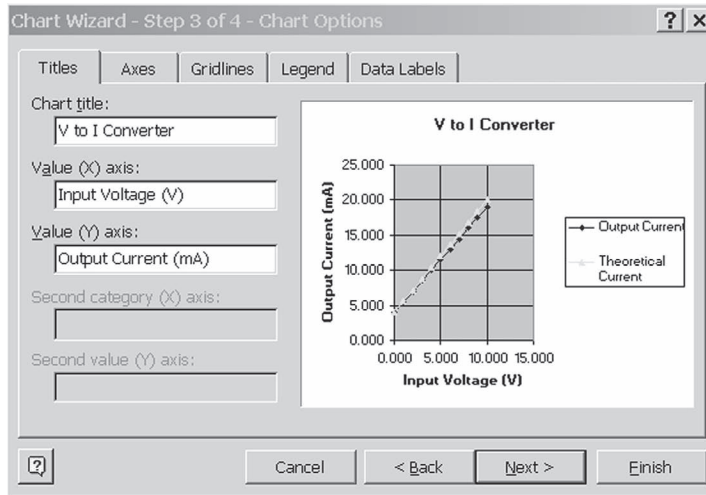 Chart Wizard - Step 3 of 4 - Chart Options
? x
Titles
Axes
Gridlines
Legend
Data Labels
Chart title:
V to I Converter
Value (X) axis:
Input Voltage (V)
Value (Y) axis:
Output Current (mA)
Second category (X) axis:
Second value (Y) axis:
V to I Converter
Output Current (mA)
25.000
20.000
15.000
10.000
5.000
0.000
0.000 5.000 10.000 15.000
Input Voltage (V)
Output Current
Theoretical
Current
?
Cancel
< Back
Next >
Finish